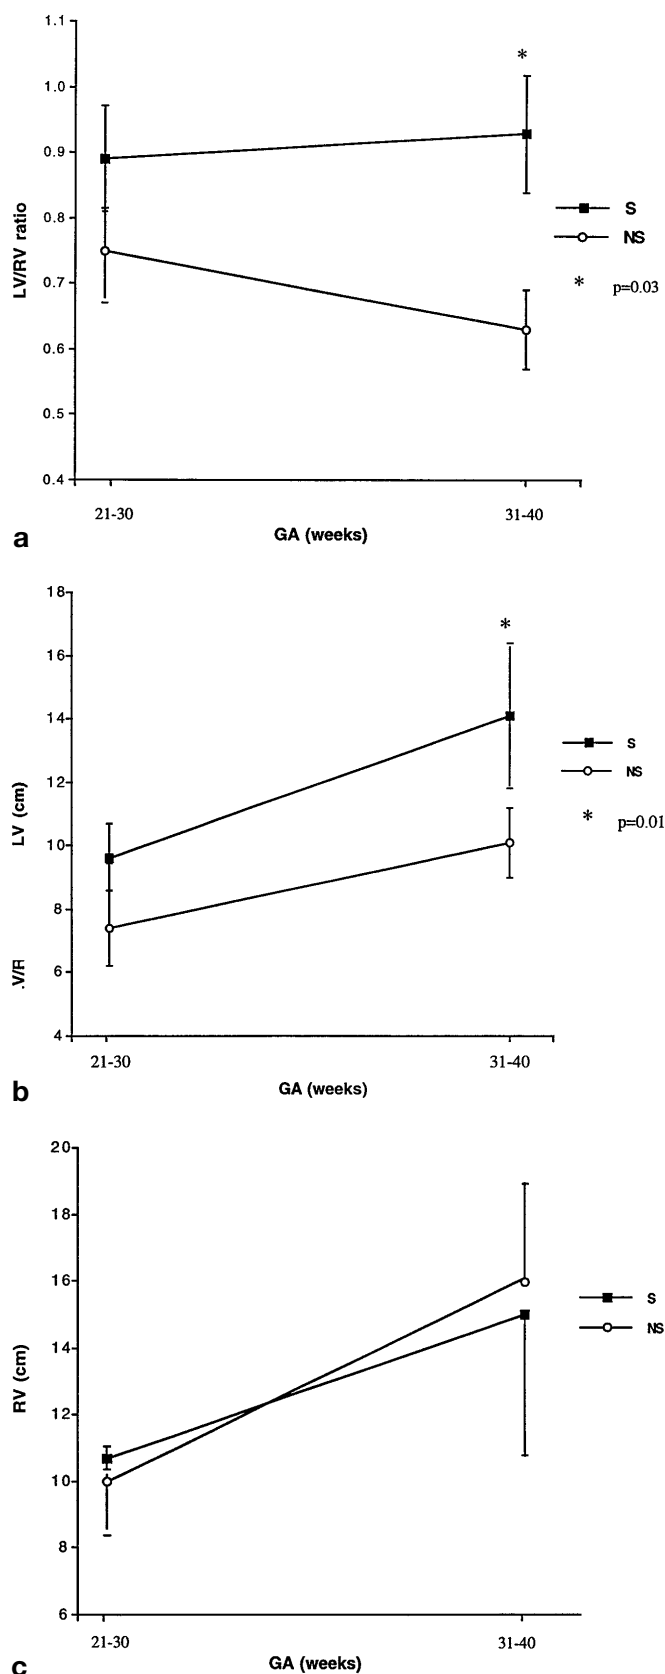 1.1
1.0
0.9
0.8
0.7
0.6
0.5
0.4
LV/RV ratio
*
S
NS
* p=0.03
21-30 31-40
GA (weeks)
a
18
16
14
12
10
8
6
4
LV (cm)
.V/R
*
S
NS
* p=0.01
21-30 31-40
GA (weeks)
b
20
18
16
14
12
10
8
6
RV (cm)
S
NS
21-30 31-40
GA (weeks)
c